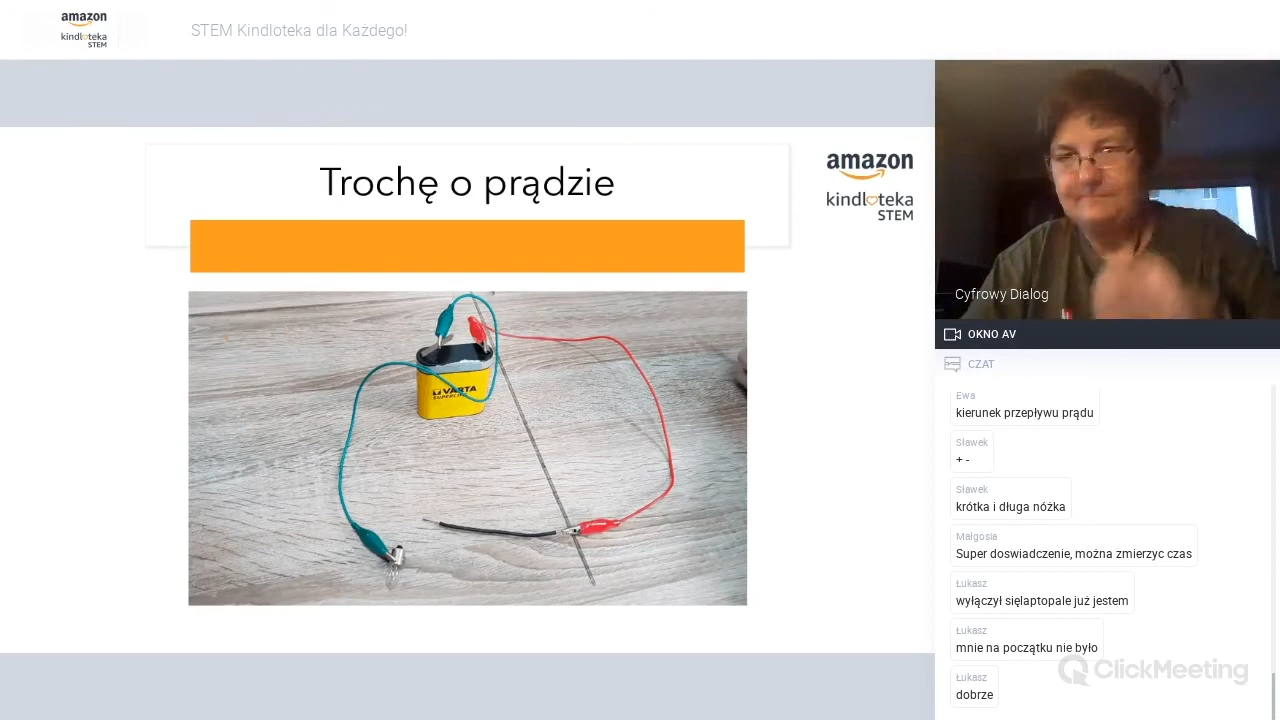 amazon
kindloteka
STEM
STEM Kindloteka dla Każdego!
Trochę o prądzie
amazon
kindloteka
STEM
VARTA
SUPERLIFE
Cyfrowy Dialog
OKNO AV
CZAT
Ewa
kierunek przepływu prądu
Sławek
+ -
Sławek
krótka i długa nóżka
Małgosia
Super doswiadczenie, można zmierzyc czas
Łukasz
wyłączył sięlaptopale już jestem
Łukasz
mnie na początku nie było
Łukasz
dobrze
ClickMeeting